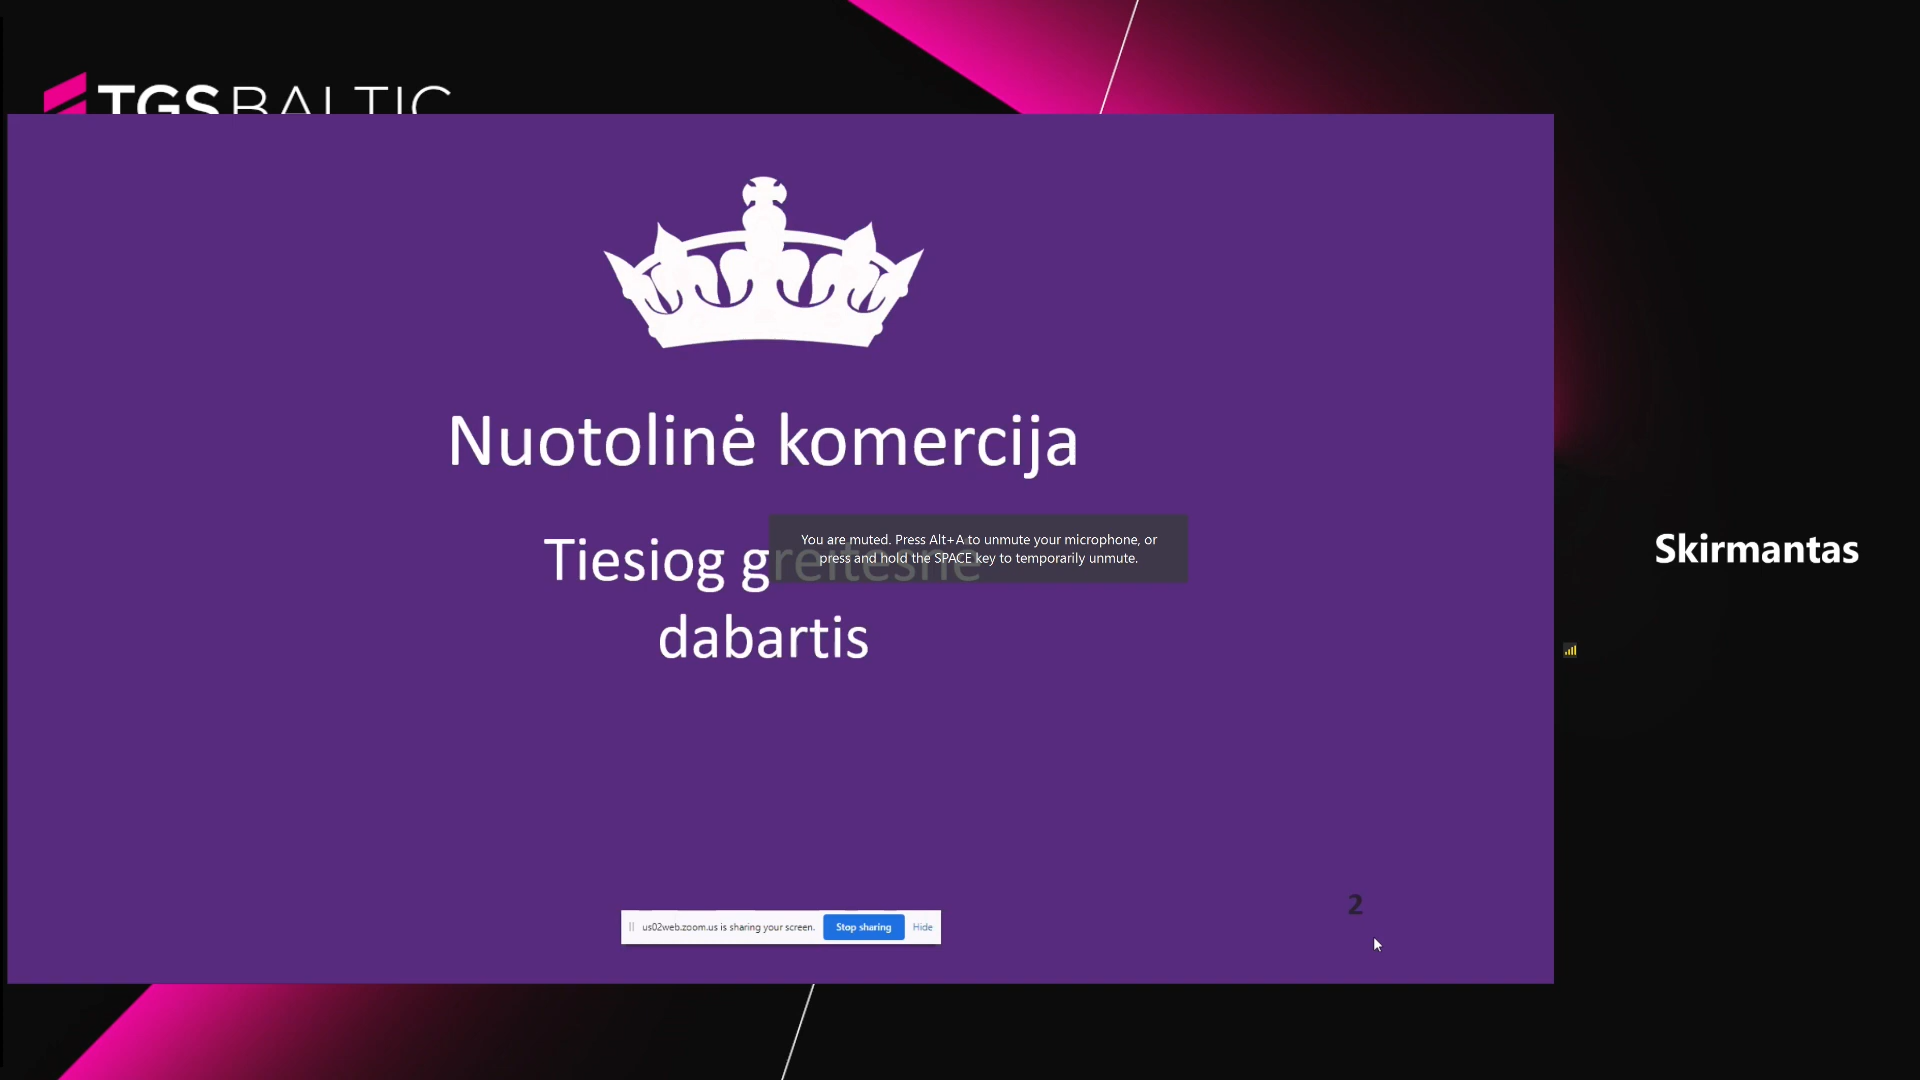 TGS BALTIC
Nuotolinė komercija
Tiesiog greitesnė
dabartis
You are muted. Press Alt+A to unmute your microphone, or
press and hold the SPACE key to temporarily unmute.
Skirmantas
2
us02web.zoom.us is sharing your screen.
Stop sharing
Hide